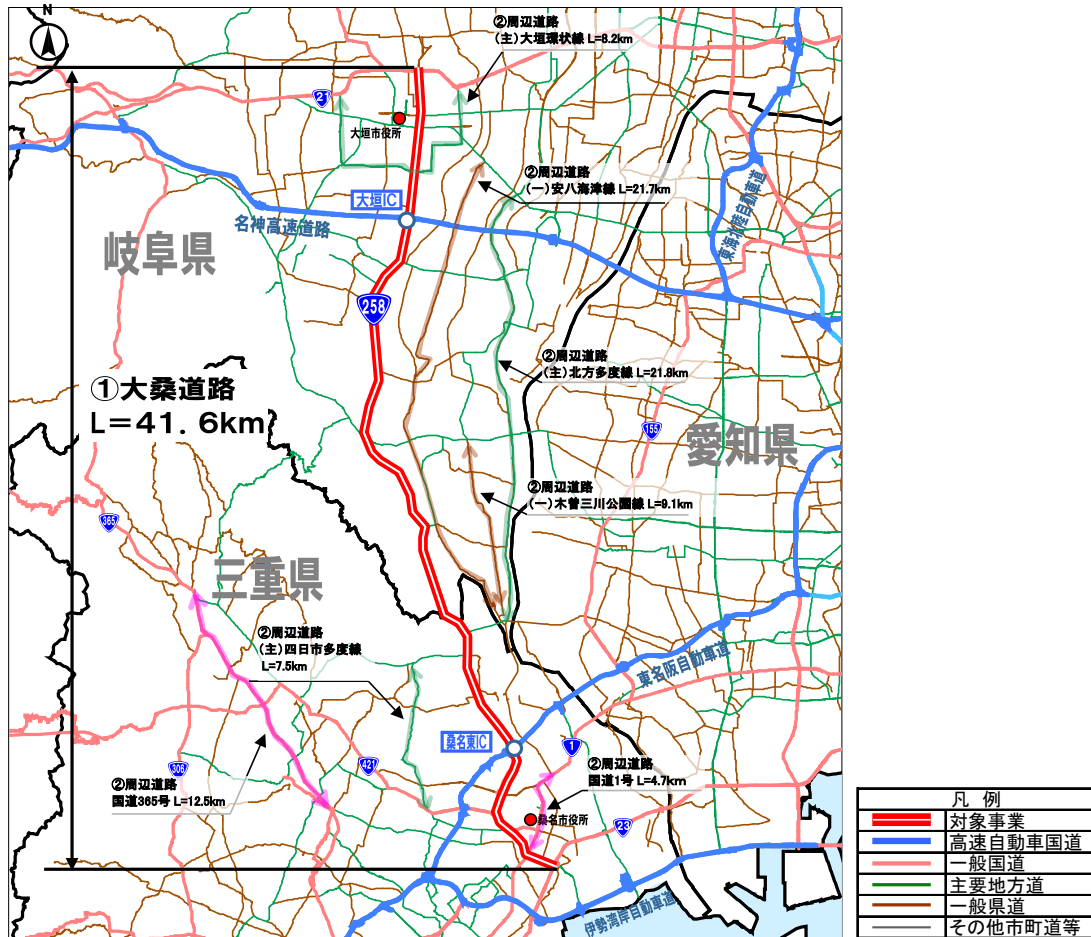 N
②周辺道路
(主)大垣環状線 L=8.2km
21
大垣市役所
②周辺道路
(一)安八海津線 L=21.7km
大垣IC
名神高速道路
東海北陸自動車道
岐阜県
258
②周辺道路
(主)北方多度線 L=21.8km
①大桑道路
L=41.6km
155
愛知県
②周辺道路
(一)木曽三川公園線 L=9.1km
365
三重県
②周辺道路
(主)四日市多度線
L=7.5km
東名阪自動車道
桑名東IC
1
②周辺道路
国道1号 L=4.7km
306
421
②周辺道路
国道365号 L=12.5km
桑名市役所
23
伊勢湾岸自動車道
凡 例
対象事業
高速自動車国道
一般国道
主要地方道
一般県道
その他市町道等